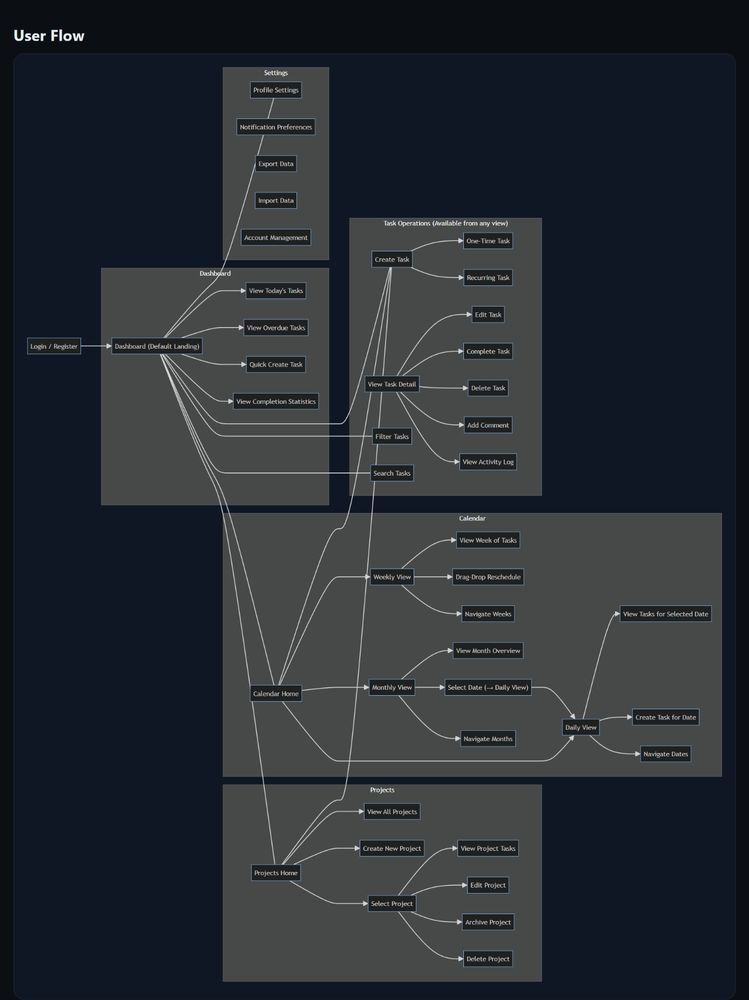 User Flow
Settings
Profile Settings
Notification Preferences
Export Data
Import Data
Account Management
Dashboard
View Today's Tasks
View Overdue Tasks
Login / Register
Dashboard (Default Landing)
Quick Create Task
View Completion Statistics
Task Operations (Available from any view)
One-Time Task
Create Task
Recurring Task
Edit Task
Complete Task
View Task Detail
Delete Task
Add Comment
Filter Tasks
View Activity Log
Search Tasks
Calendar
View Week of Tasks
Weekly View
Drag-Drop Reschedule
Navigate Weeks
View Tasks for Selected Date
View Month Overview
Calendar Home
Monthly View
Select Date (→ Daily View)
Create Task for Date
Daily View
Navigate Months
Navigate Dates
Projects
View All Projects
Create New Project
View Project Tasks
Projects Home
Edit Project
Select Project
Archive Project
Delete Project